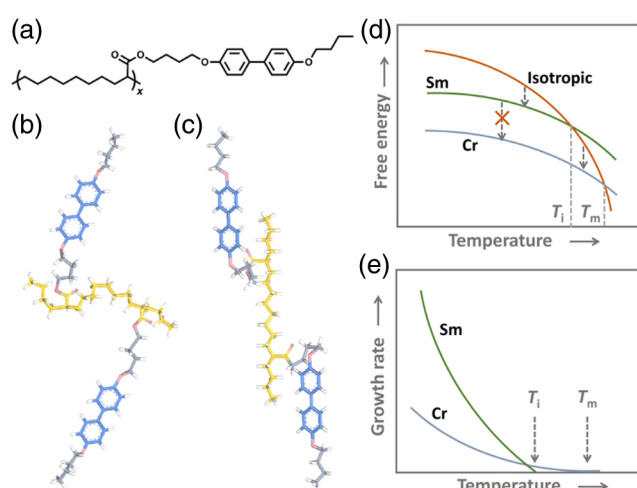 (a)
O
O
O
O
x
(b)
(c)
(d)
Free energy
Sm
Isotropic
Cr
Ti
Tm
Temperature
(e)
Growth rate
Sm
Cr
Ti
Tm
Temperature